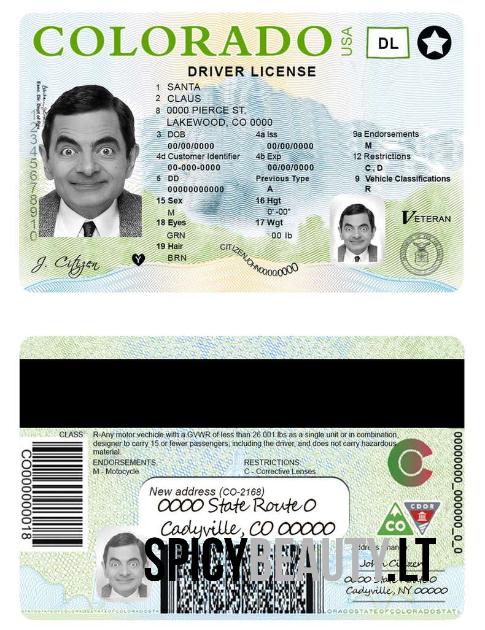 COLORADO USA DL
DRIVER LICENSE
1 SANTA
2 CLAUS
8 0000 PIERCE ST.
LAKEWOOD, CO 0000
3 DOB 4a Iss 9a Endorsements
00/00/0000 00/00/0000 M
4d Customer Identifier 4b Exp 12 Restrictions
00-000-0000 00/00/0000 C, D
5 DD Previous Type 9 Vehicle Classifications
00000000000 A R
15 Sex 16 Hgt
M 0'-00"
18 Eyes 17 Wgt VETERAN
GRN 00 lb
19 Hair
BRN
CITIZENJOHN00000000
J. Citizen
CLASS: R-Any motor vechicle with a GVWR of less than 26 001 lbs as a single unit or in combination,
designer to carry 15 or fewer passengers, including the driver, and does not carry hazardous
material.
ENDORSEMENTS: RESTRICTIONS:
M - Motocycle C - Corrective Lenses
CO00000000018
New address (CO-2168)
0000 State Route 0
Cadyville, CO 00000
CO CDOR
SPICYBEAUTY.LT
John Citizen
0000 State Route 0
Cadyville, NY 00000